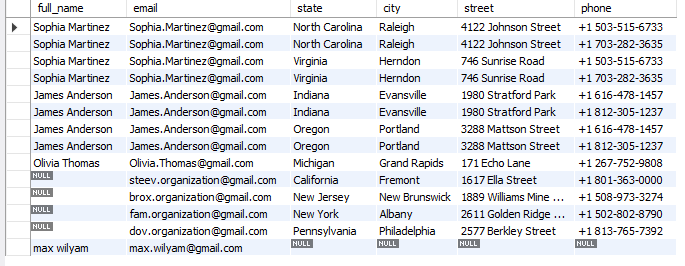 full_name email state city street phone
Sophia Martinez Sophia.Martinez@gmail.com North Carolina Raleigh 4122 Johnson Street +1 503-515-6733
Sophia Martinez Sophia.Martinez@gmail.com North Carolina Raleigh 4122 Johnson Street +1 703-282-3635
Sophia Martinez Sophia.Martinez@gmail.com Virginia Herndon 746 Sunrise Road +1 503-515-6733
Sophia Martinez Sophia.Martinez@gmail.com Virginia Herndon 746 Sunrise Road +1 703-282-3635
James Anderson James.Anderson@gmail.com Indiana Evansville 1980 Stratford Park +1 616-478-1457
James Anderson James.Anderson@gmail.com Indiana Evansville 1980 Stratford Park +1 812-305-1237
James Anderson James.Anderson@gmail.com Oregon Portland 3288 Mattson Street +1 616-478-1457
James Anderson James.Anderson@gmail.com Oregon Portland 3288 Mattson Street +1 812-305-1237
Olivia Thomas Olivia.Thomas@gmail.com Michigan Grand Rapids 171 Echo Lane +1 267-752-9808
NULL steev.organization@gmail.com California Fremont 1617 Ella Street +1 801-363-0000
NULL brox.organization@gmail.com New Jersey New Brunswick 1889 Williams Mine ... +1 508-973-3274
NULL fam.organization@gmail.com New York Albany 2611 Golden Ridge ... +1 502-802-8790
NULL dov.organization@gmail.com Pennsylvania Philadelphia 2577 Berkley Street +1 813-765-7392
max wilyam max.wilyam@gmail.com NULL NULL NULL NULL